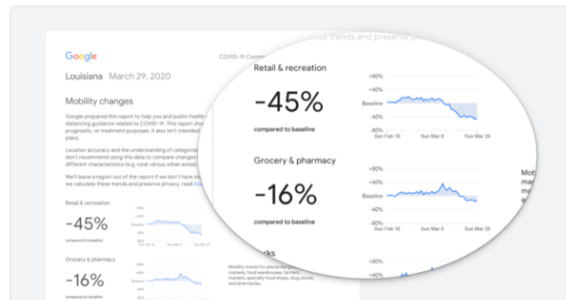 Google
COVID-19 Comm
Louisiana March 29, 2020
Mobility changes
Google prepared this report to help you and public health
distancing guidance related to COVID-19. This report shou
prognostic, or treatment purposes. It also isn't intended
plans.
Location accuracy and the understanding of categorize
don't recommend using this data to compare changes
different characteristics (e.g. rural versus urban areas)
We'll leave a region out of the report if we don't have
we calculate these trends and preserve privacy, read
Retail & recreation
-45%
compared to baseline
Grocery & pharmacy
-16%
compared to baseline
trends and preserve p
Retail & recreation
-45%
compared to baseline
+80%
+40%
Baseline
-40%
-80%
Sun Feb 16 Sun Mar 8 Sun Mar 29
Grocery & pharmacy
-16%
compared to baseline
+80%
+40%
Baseline
-40%
-80%
Sun Feb 16 Sun Mar 8 Sun Mar 29
rks
+80%
+40%
Mobility trends for places like
markets, food warehouses, farmers
markets, specialty food shops, drug stores,
and pharmacies.
Mob